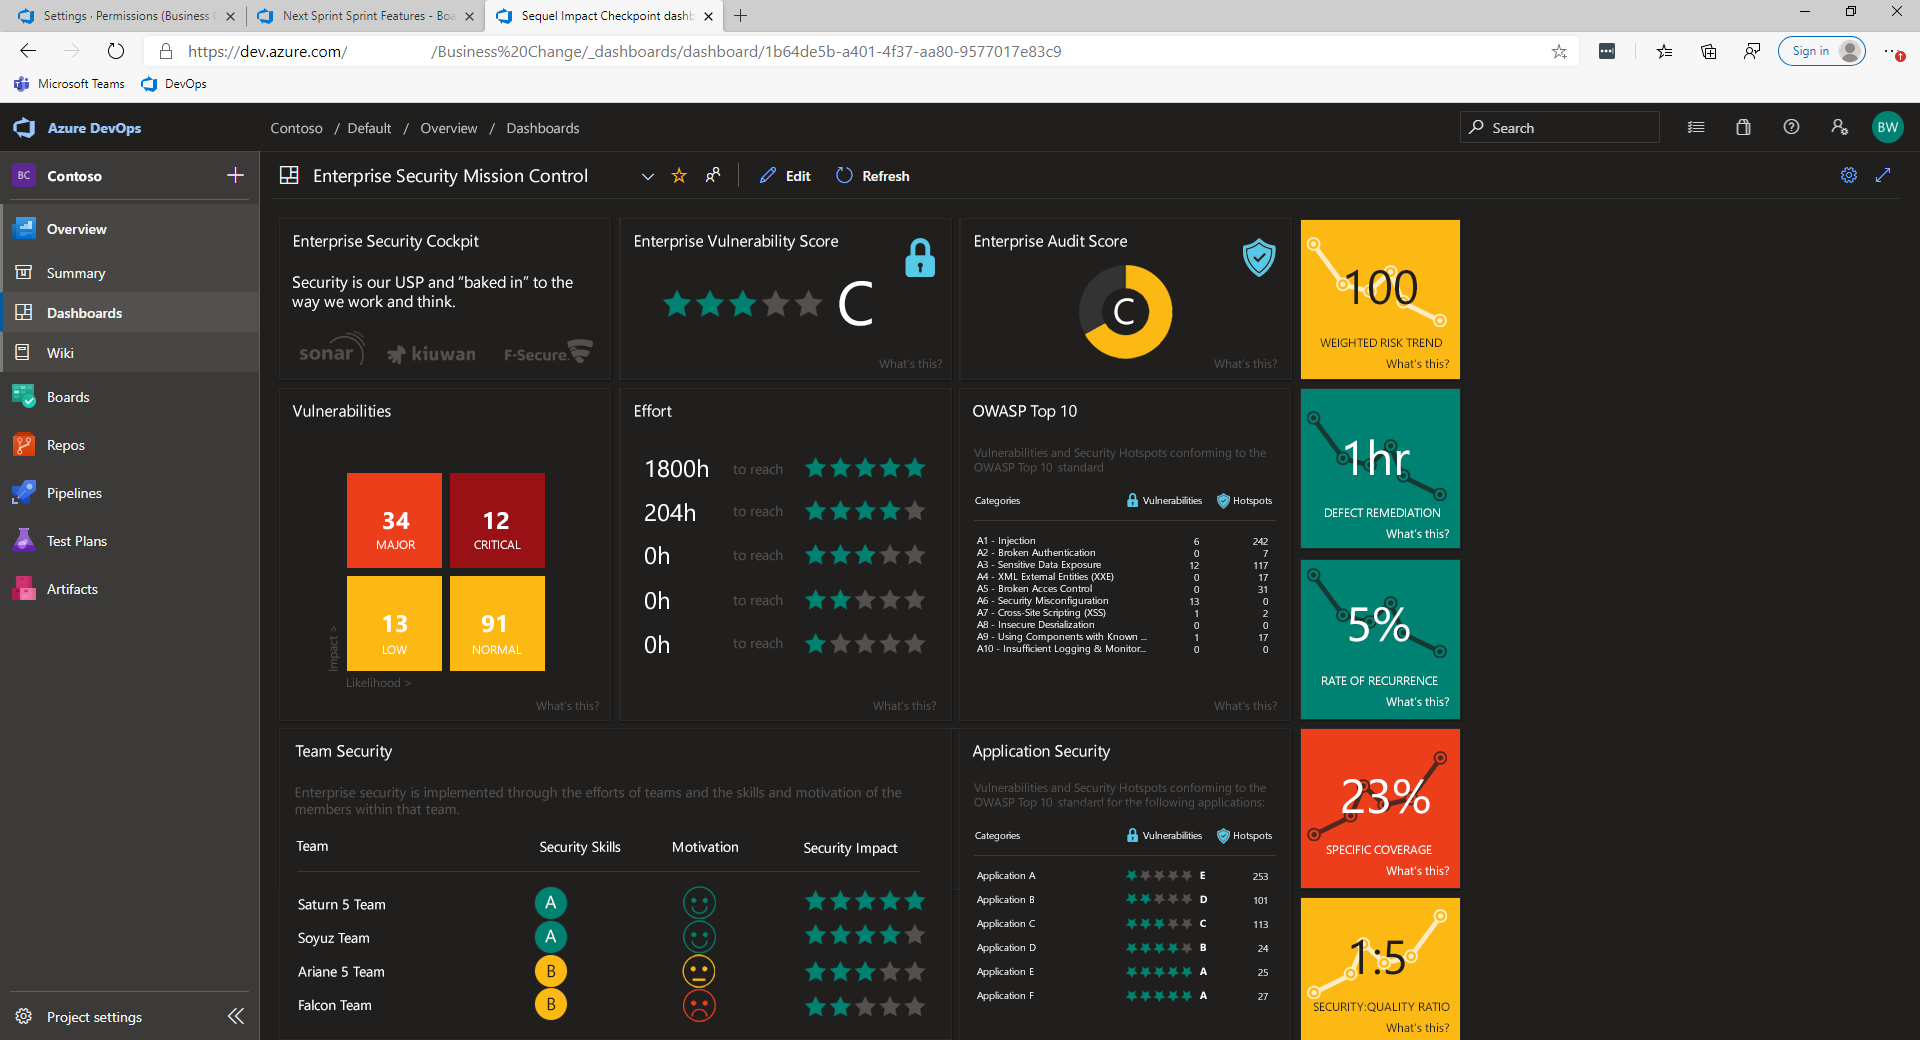 Settings · Permissions (Business
Next Sprint Sprint Features - Boa
Sequel Impact Checkpoint dashb
https://dev.azure.com/ /Business%20Change/_dashboards/dashboard/1b64de5b-a401-4f37-aa80-9577017e83c9
Sign in
Microsoft Teams
DevOps
Azure DevOps
Contoso / Default / Overview / Dashboards
Search
BW
BC
Contoso
Overview
Summary
Dashboards
Wiki
Boards
Repos
Pipelines
Test Plans
Artifacts
Project settings
Enterprise Security Mission Control
Edit
Refresh
Enterprise Security Cockpit
Security is our USP and “baked in” to the
way we work and think.
sonar
kiuwan
F-Secure.
Enterprise Vulnerability Score
C
What's this?
Enterprise Audit Score
C
What's this?
100
WEIGHTED RISK TREND
What's this?
Vulnerabilities
34
MAJOR
12
CRITICAL
13
LOW
91
NORMAL
Impact >
Likelihood >
What's this?
Effort
1800h to reach
204h to reach
0h to reach
0h to reach
0h to reach
What's this?
OWASP Top 10
Vulnerabilities and Security Hotspots conforming to the
OWASP Top 10 standard
Categories Vulnerabilities Hotspots
A1 - Injection 6 242
A2 - Broken Authentication 0 7
A3 - Sensitive Data Exposure 12 117
A4 - XML External Entities (XXE) 0 17
A5 - Broken Acces Control 0 31
A6 - Security Misconfiguration 13 0
A7 - Cross-Site Scripting (XSS) 1 2
A8 - Insecure Desrialization 0 0
A9 - Using Components with Known ... 1 17
A10 - Insufficient Logging & Monitor... 0 0
What's this?
1hr
DEFECT REMEDIATION
What's this?
5%
RATE OF RECURRENCE
What's this?
Team Security
Enterprise security is implemented through the efforts of teams and the skills and motivation of the
members within that team.
Team Security Skills Motivation Security Impact
Saturn 5 Team A
Soyuz Team A
Ariane 5 Team B
Falcon Team B
Application Security
Vulnerabilities and Security Hotspots conforming to the
OWASP Top 10 standard for the following applications:
Categories Vulnerabilities Hotspots
Application A E 253
Application B D 101
Application C C 113
Application D B 24
Application E A 25
Application F A 27
23%
SPECIFIC COVERAGE
What's this?
1:5
SECURITY:QUALITY RATIO
What's this?